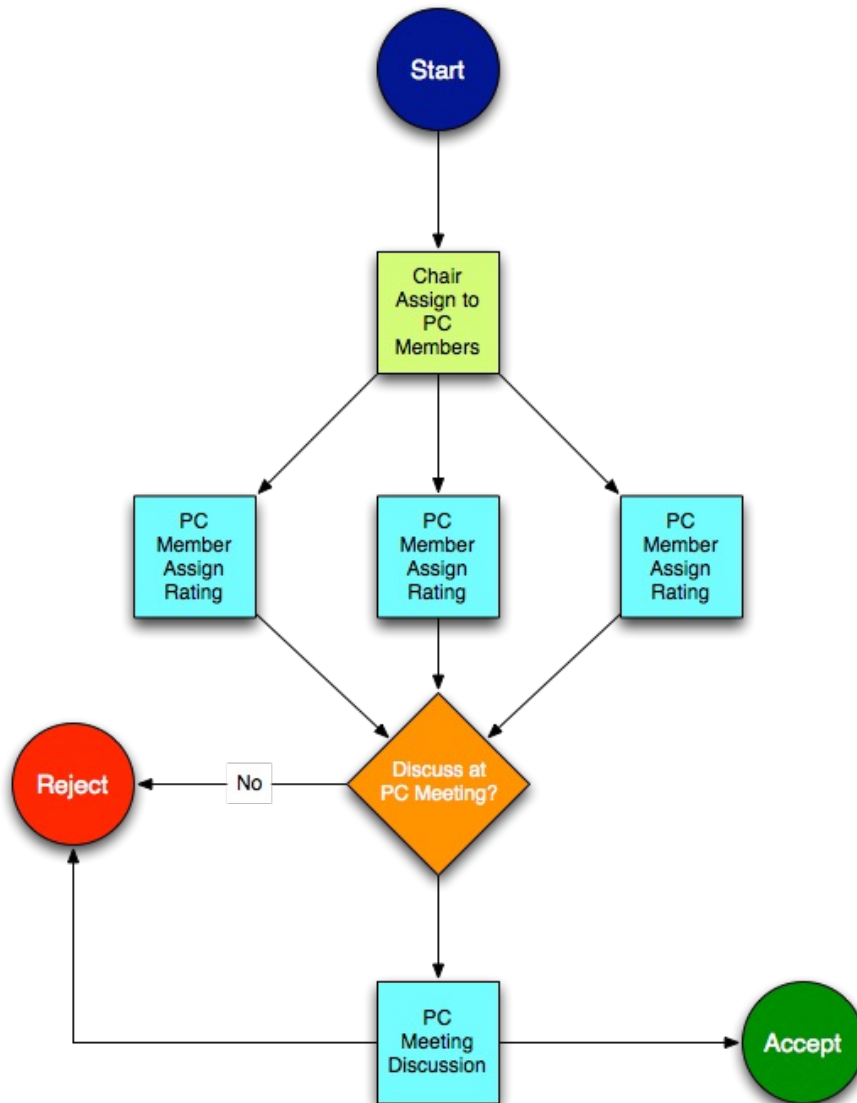 Start
Chair
Assign to
PC
Members
PC
Member
Assign
Rating
PC
Member
Assign
Rating
PC
Member
Assign
Rating
Discuss at
PC Meeting?
No
Reject
PC
Meeting
Discussion
Accept